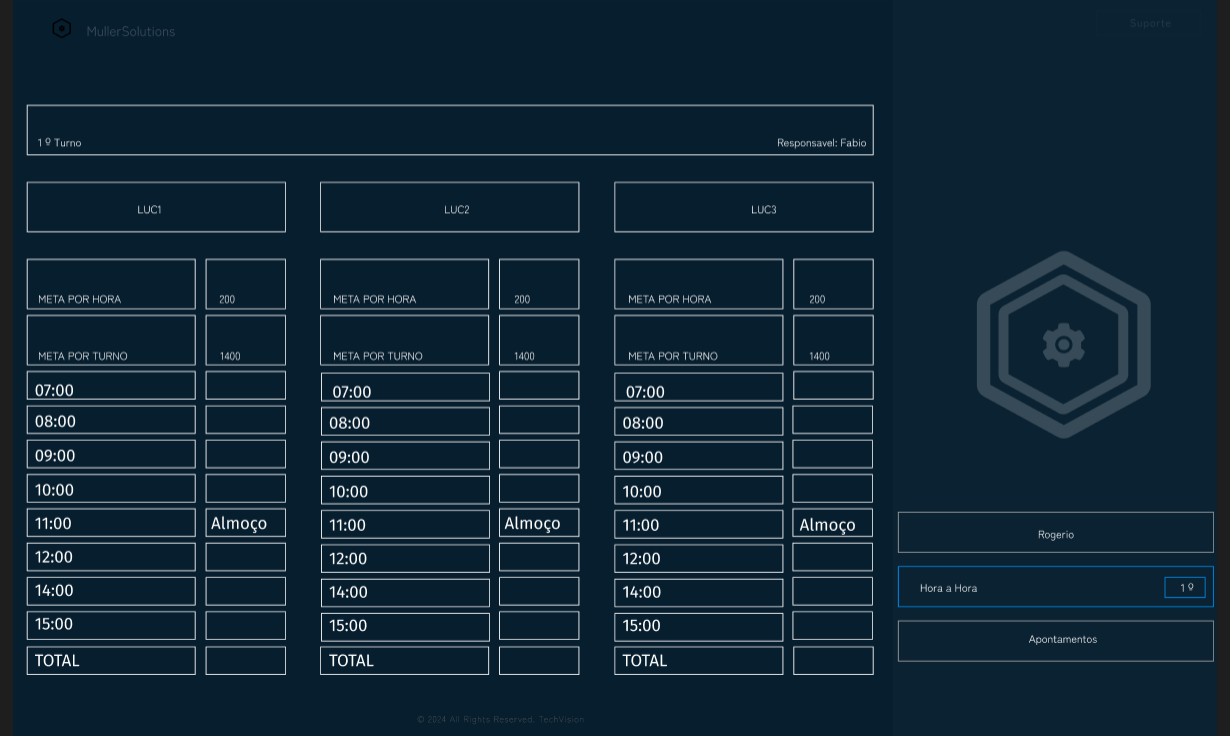 MullerSolutions
Suporte
1 º Turno
Responsavel: Fabio
LUC1
LUC2
LUC3
META POR HORA 200
META POR HORA 200
META POR HORA 200
META POR TURNO 1400
META POR TURNO 1400
META POR TURNO 1400
07:00
07:00
07:00
08:00
08:00
08:00
09:00
09:00
09:00
10:00
10:00
10:00
11:00 Almoço
11:00 Almoço
11:00 Almoço
12:00
12:00
12:00
14:00
14:00
14:00
15:00
15:00
15:00
TOTAL
TOTAL
TOTAL
Rogerio
Hora a Hora 1 º
Apontamentos
© 2024 All Rights Reserved, TechVision